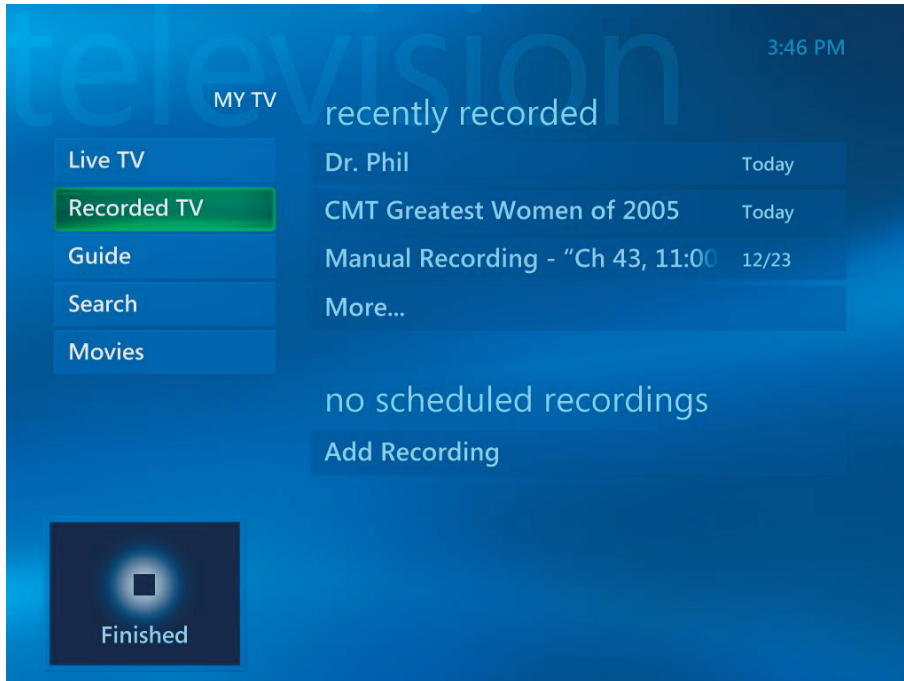 television
3:46 PM
MY TV
recently recorded
Live TV
Dr. Phil Today
Recorded TV
CMT Greatest Women of 2005 Today
Guide
Manual Recording - "Ch 43, 11:00 12/23
Search
More...
Movies
no scheduled recordings
Add Recording
Finished